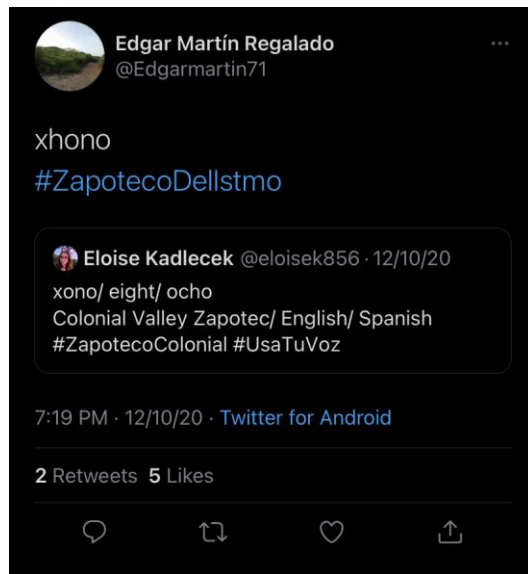 Edgar Martín Regalado
@Edgarmartin71
xhono
#ZapotecoDelIstmo
Eloise Kadlecek @eloisek856 · 12/10/20
xono/ eight/ ocho
Colonial Valley Zapotec/ English/ Spanish
#ZapotecoColonial #UsaTuVoz
7:19 PM · 12/10/20 · Twitter for Android
2 Retweets 5 Likes